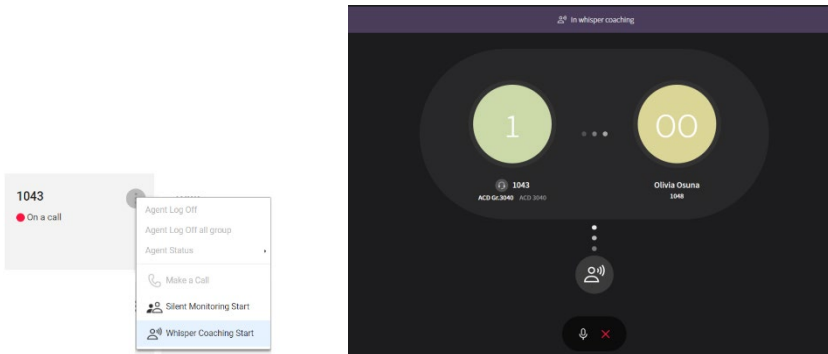 1043
On a call
Agent Log Off
Agent Log Off all group
Agent Status
Make a Call
Silent Monitoring Start
Whisper Coaching Start
In whisper coaching
1
OO
1043
ACD Gr.3040 ACD 3040
Olivia Osuna
1048